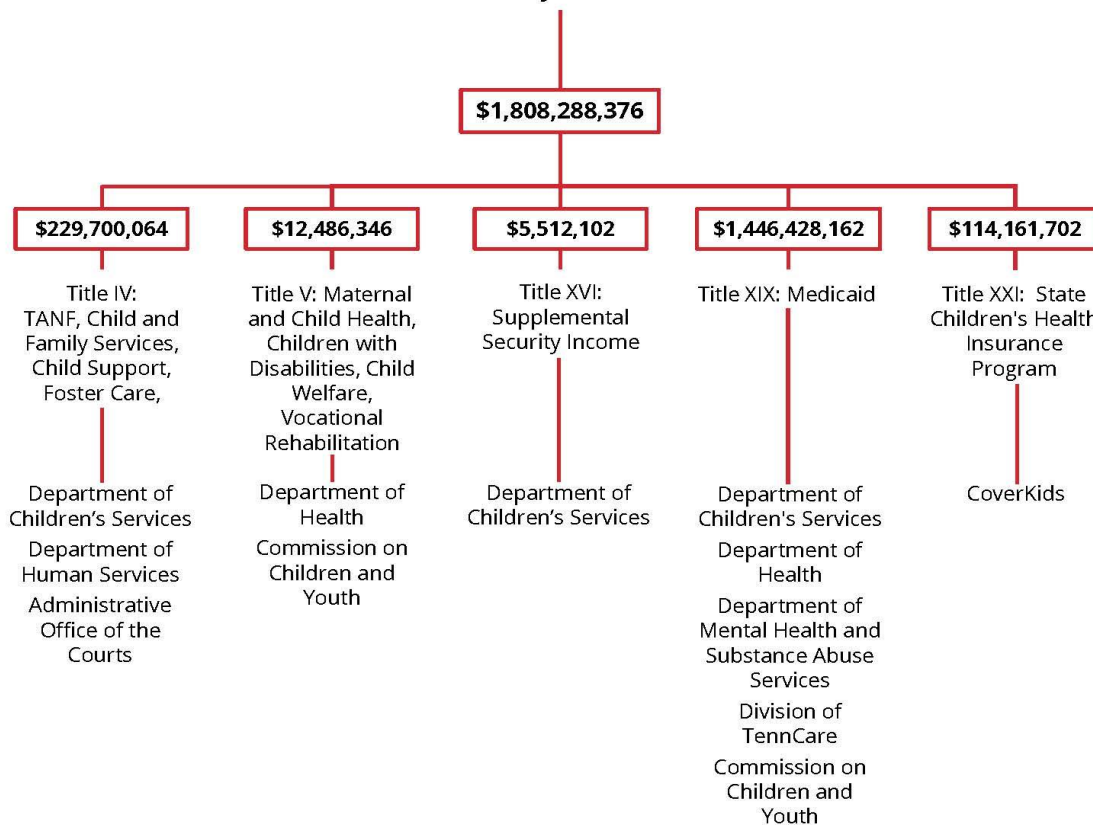 $1,808,288,376
$229,700,064
$12,486,346
$5,512,102
$1,446,428,162
$114,161,702
Title IV:
TANF, Child and
Family Services,
Child Support,
Foster Care,
Department of
Children’s Services
Department of
Human Services
Administrative
Office of the
Courts
Title V: Maternal
and Child Health,
Children with
Disabilities, Child
Welfare,
Vocational
Rehabilitation
Department of
Health
Commission on
Children and
Youth
Title XVI:
Supplemental
Security Income
Department of
Children’s Services
Title XIX: Medicaid
Department of
Children's Services
Department of
Health
Department of
Mental Health and
Substance Abuse
Services
Division of
TennCare
Commission on
Children and
Youth
Title XXI:  State
Children's Health
Insurance
Program
CoverKids